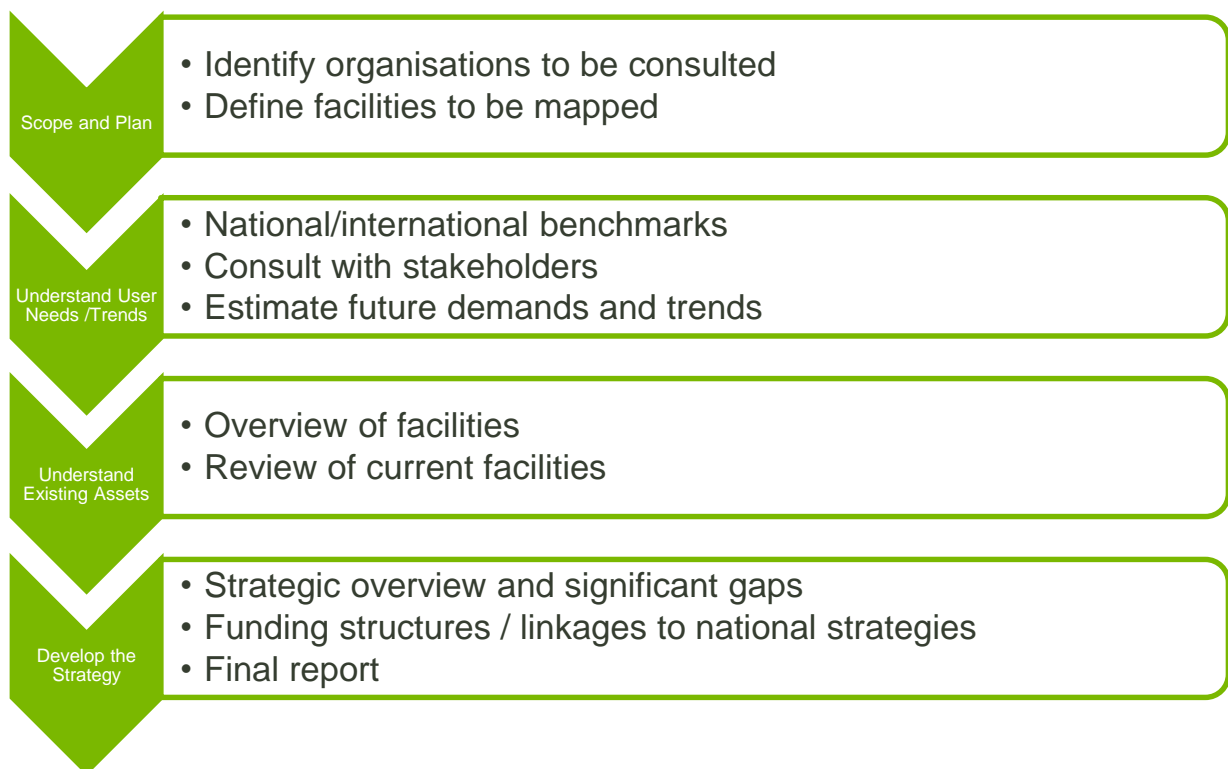 Scope and Plan
• Identify organisations to be consulted
• Define facilities to be mapped
Understand User
Needs /Trends
• National/international benchmarks
• Consult with stakeholders
• Estimate future demands and trends
Understand
Existing Assets
• Overview of facilities
• Review of current facilities
Develop the
Strategy
• Strategic overview and significant gaps
• Funding structures / linkages to national strategies
• Final report